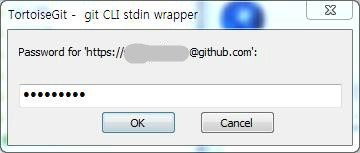 TortoiseGit - git CLI stdin wrapper
Password for 'https://@github.com':
•••••••••
OK
Cancel